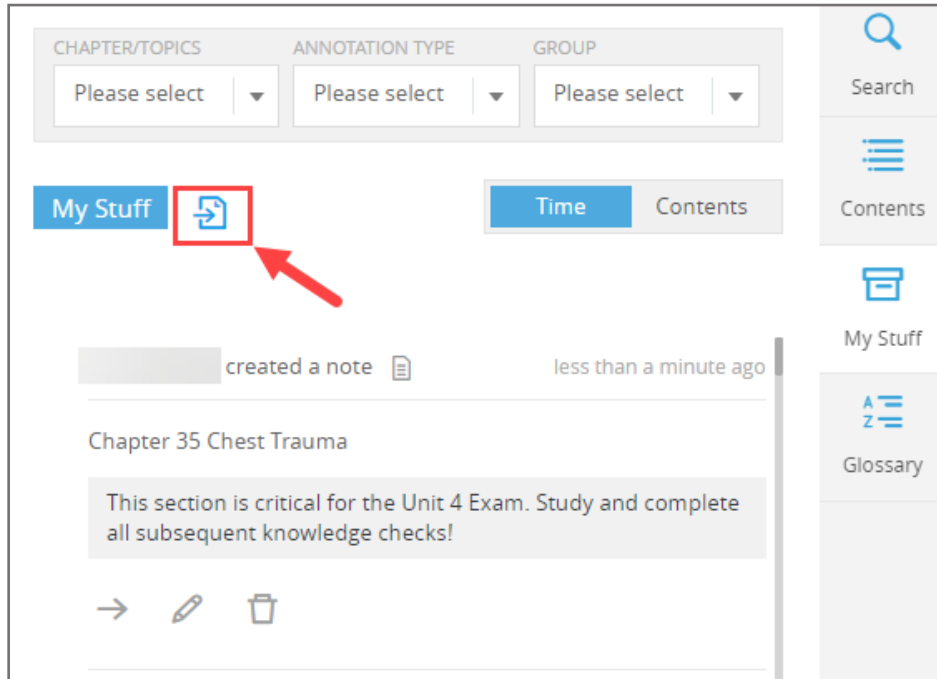 CHAPTER/TOPICS ANNOTATION TYPE GROUP
Please select Please select Please select
Search
Contents
My Stuff Time Contents
My Stuff
created a note less than a minute ago
A
Z
Glossary
Chapter 35 Chest Trauma
This section is critical for the Unit 4 Exam. Study and complete
all subsequent knowledge checks!